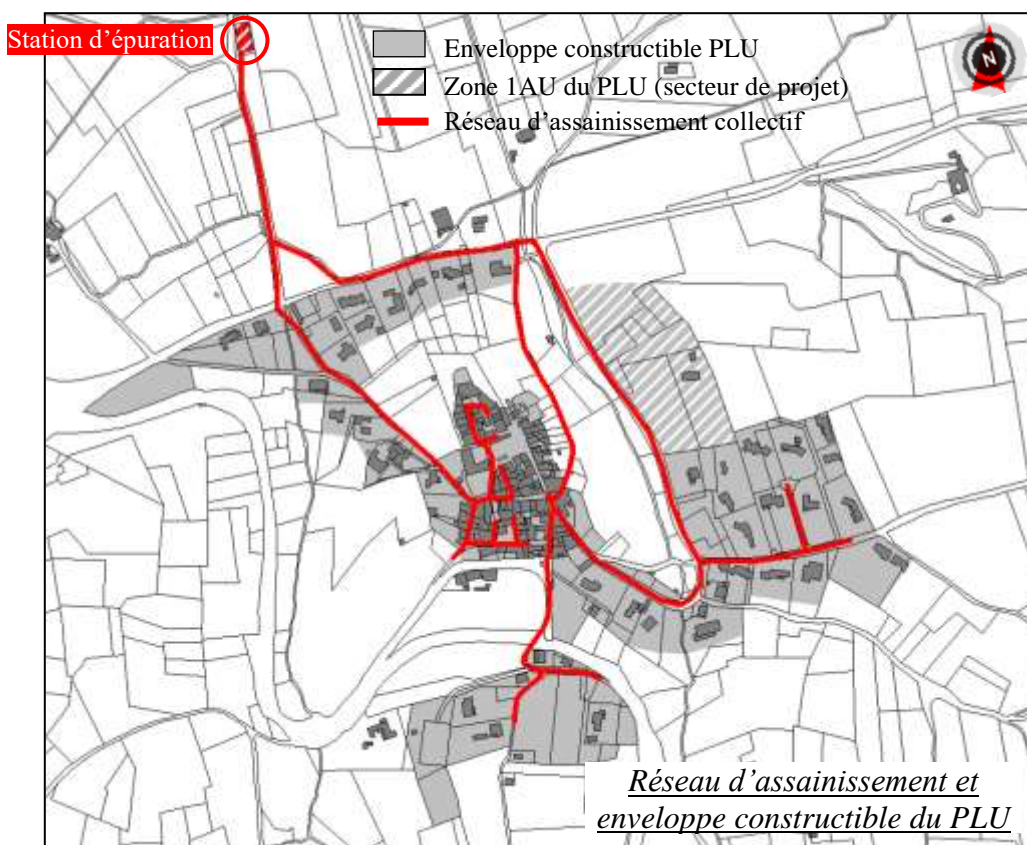 Station d’épuration
Enveloppe constructible PLU
Zone 1AU du PLU (secteur de projet)
Réseau d’assainissement collectif
N
Réseau d’assainissement et
enveloppe constructible du PLU